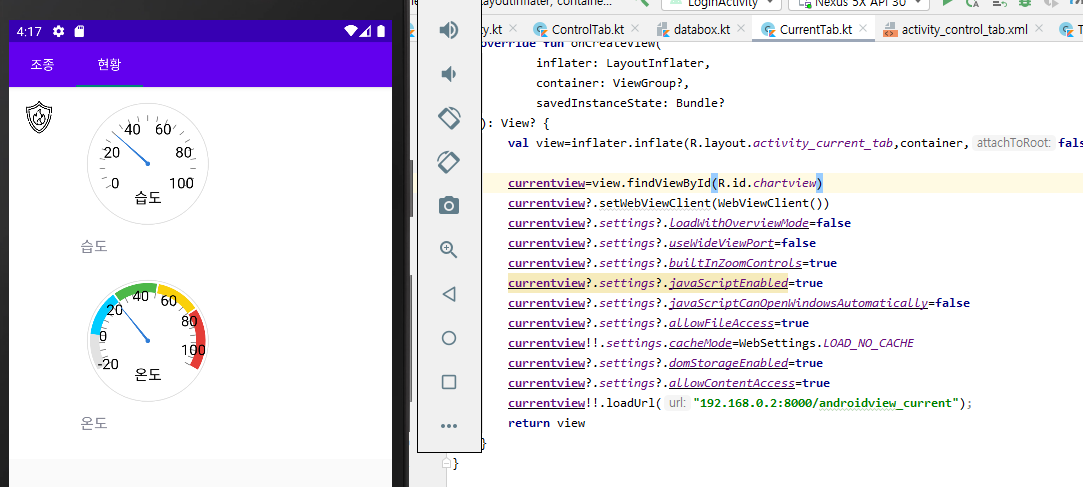 4:17
조종 현황
0 20 40 60 80 100
습도
습도
-20 0 20 40 60 80 100
온도
온도
LayoutInflater, container… LoginActivity Nexus 5X API 30
.kt ControlTab.kt databox.kt CurrentTab.kt activity_control_tab.xml
override fun onCreateView(
inflater: LayoutInflater,
container: ViewGroup?,
savedInstanceState: Bundle?
): View? {
val view=inflater.inflate(R.layout.activity_current_tab,container, attachToRoot: fals
currentview=view.findViewById(R.id.chartview)
currentview?.setWebViewClient(WebViewClient())
currentview?.settings?.loadWithOverviewMode=false
currentview?.settings?.useWideViewPort=false
currentview?.settings?.builtInZoomControls=true
currentview?.settings?.javaScriptEnabled=true
currentview?.settings?.javaScriptCanOpenWindowsAutomatically=false
currentview?.settings?.allowFileAccess=true
currentview!!.settings.cacheMode=WebSettings.LOAD_NO_CACHE
currentview?.settings?.domStorageEnabled=true
currentview?.settings?.allowContentAccess=true
currentview!!.loadUrl( url: "192.168.0.2:8000/androidview_current");
return view
}
}